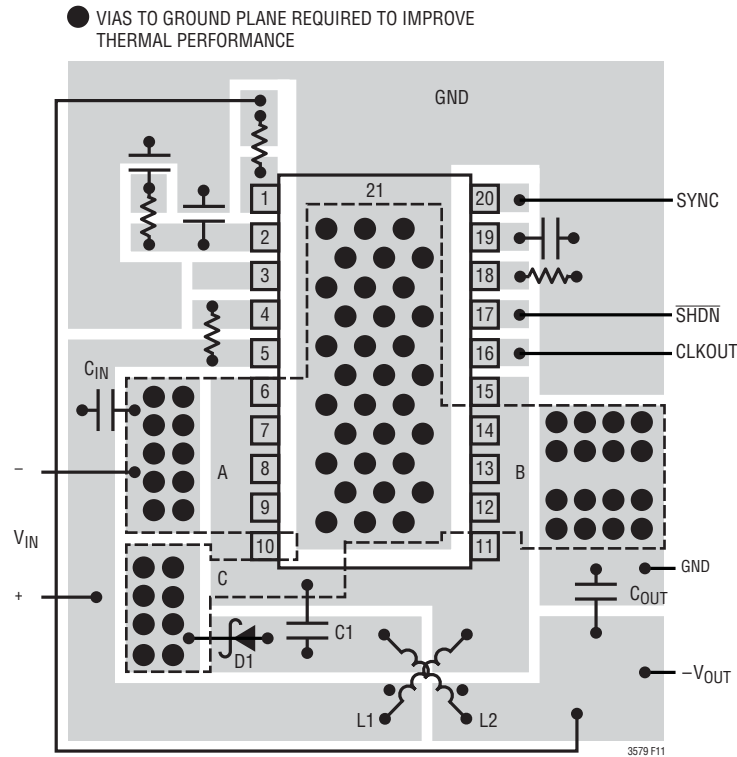 VIAS TO GROUND PLANE REQUIRED TO IMPROVE
THERMAL PERFORMANCE
GND
21
1
20
SYNC
2
19
3
18
4
17
SHDN
5
16
CLKOUT
CIN
6
15
7
14
–
A
8
13
B
9
12
VIN
10
11
C
GND
+
COUT
C1
D1
–VOUT
L1
L2
3579 F11